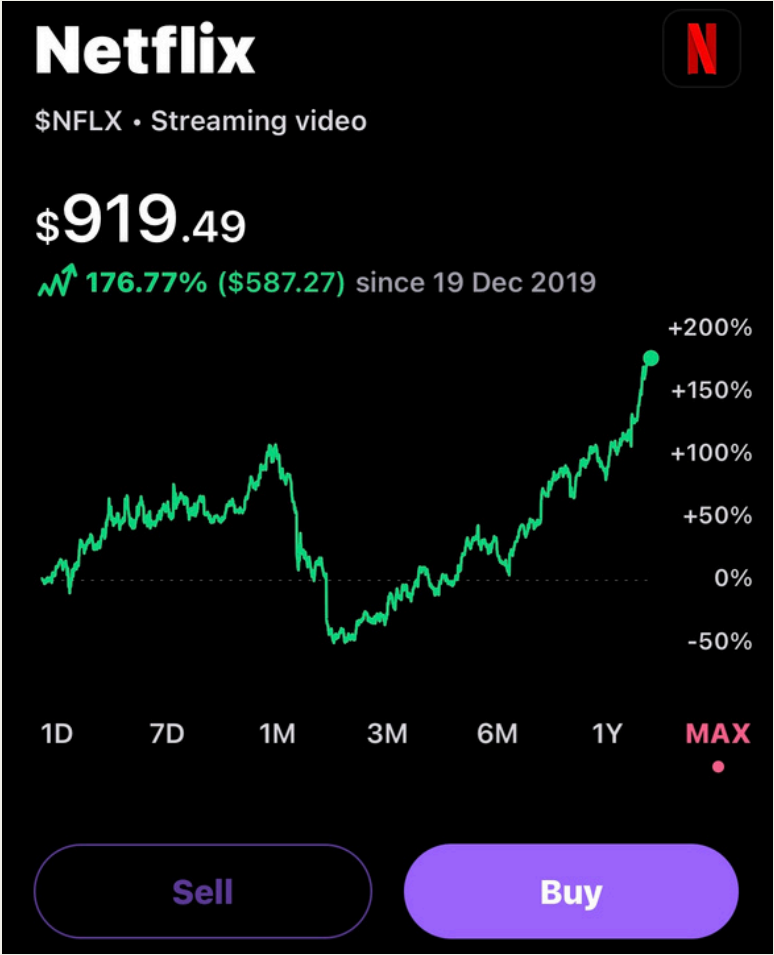 Netflix
N
$NFLX • Streaming video
$919.49
176.77% ($587.27) since 19 Dec 2019
+200%
+150%
+100%
+50%
0%
-50%
1D 7D 1M 3M 6M 1Y MAX
Sell Buy